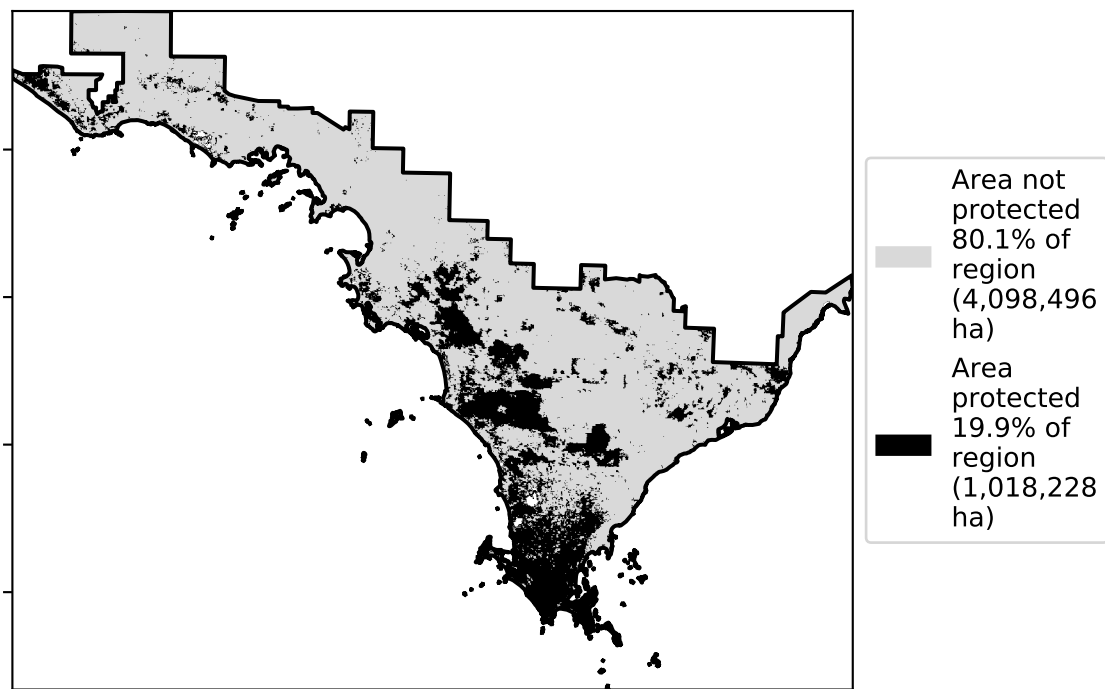 Area not
protected
80.1% of
region
(4,098,496
ha)
Area
protected
19.9% of
region
(1,018,228
ha)